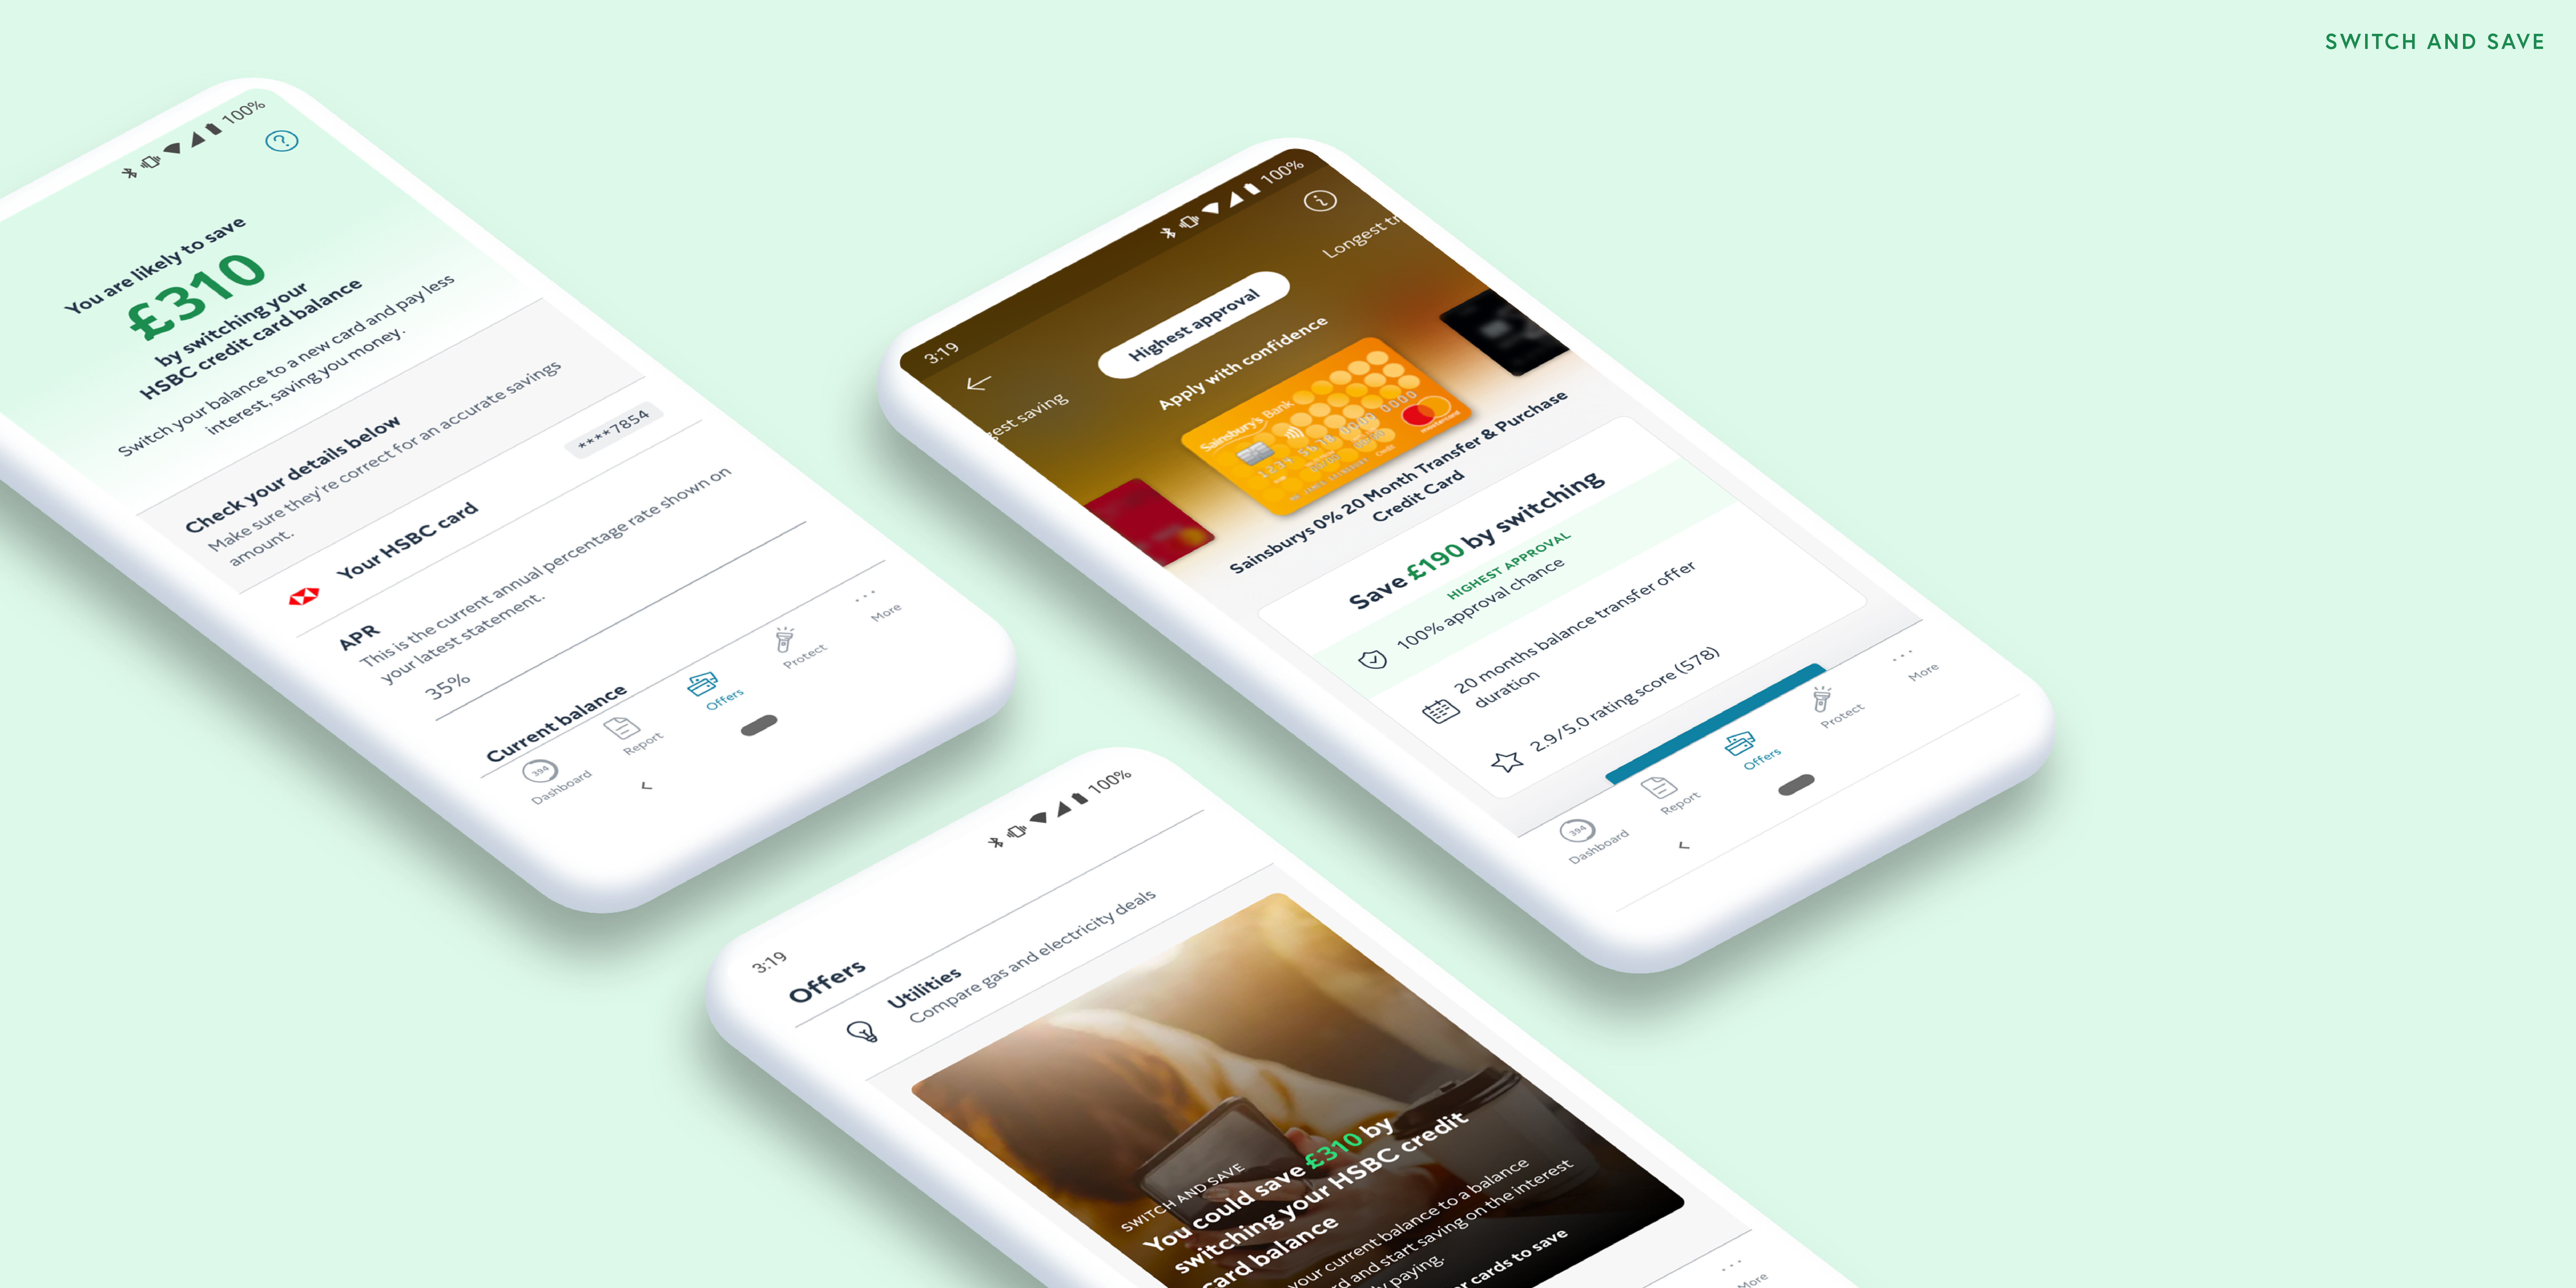 SWITCH AND SAVE
100%
You are likely to save
£310
by switching your
HSBC credit card balance
Switch your balance to a new card and pay less
interest, saving you money.
Check your details below
Make sure they're correct for an accurate savings
amount.
Your HSBC card
****7854
APR
This is the current annual percentage rate shown on
your latest statement.
35%
Current balance
394
Dashboard
Report
Offers
Protect
More
3:19
100%
gest saving
Highest approval
Longest tr
Apply with confidence
Sainsbury's Bank
1234 5678 0000 0000
mastercard
Sainsburys 0% 20 Month Transfer & Purchase
Credit Card
Save £190 by switching
HIGHEST APPROVAL
100% approval chance
20 months balance transfer offer
duration
2.9/5.0 rating score (578)
394
Dashboard
Report
Offers
Protect
More
3:19
100%
Offers
Utilities
Compare gas and electricity deals
SWITCH AND SAVE
You could save £310 by
switching your HSBC credit
card balance
your current balance to a balance
rd and start saving on the interest
paying.
cards to save
More